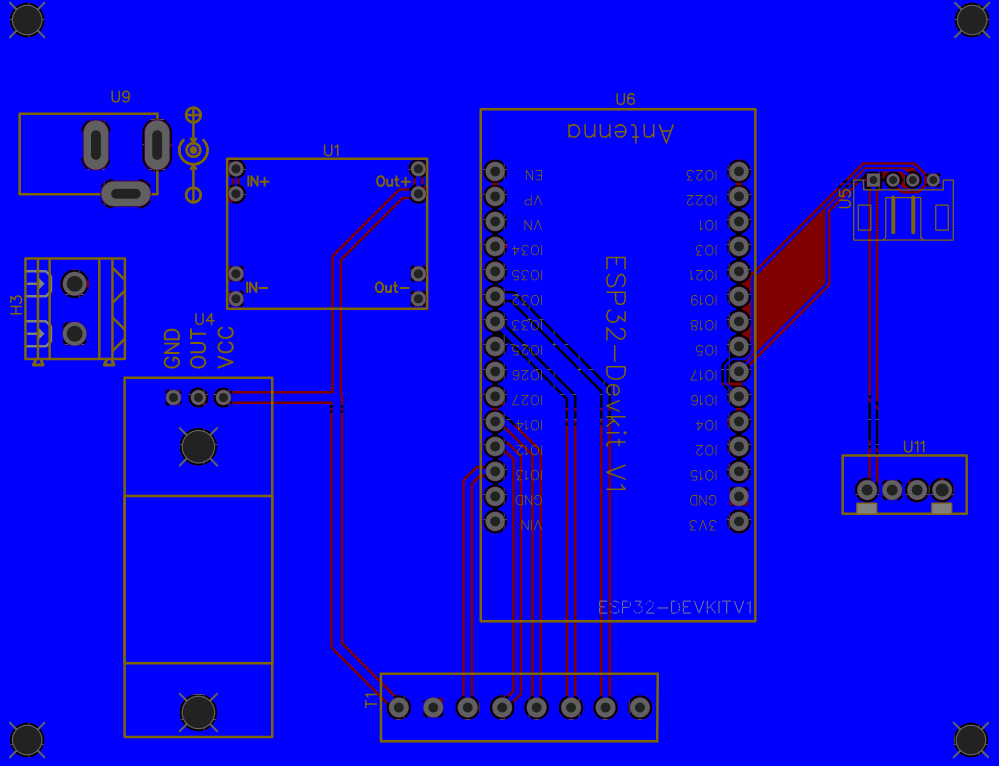 U9
U6
Antenna
U1
IN+
Out+
IN-
Out-
EN
VP
VN
IO34
IO35
IO32
IO33
IO25
IO26
IO27
IO14
IO12
IO13
GND
VIN
ESP32-Devkit V1
IO23
IO22
IO1
IO3
IO21
IO19
IO18
IO5
IO17
IO16
IO4
IO2
IO15
GND
3V3
ESP32-DEVKITV1
U5
H3
U4
GND
OUT
VCC
U11
T1